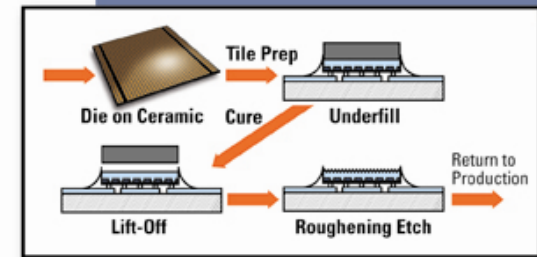 Tile Prep
Die on Ceramic
Cure
Underfill
Lift-Off
Roughening Etch
Return to
Production